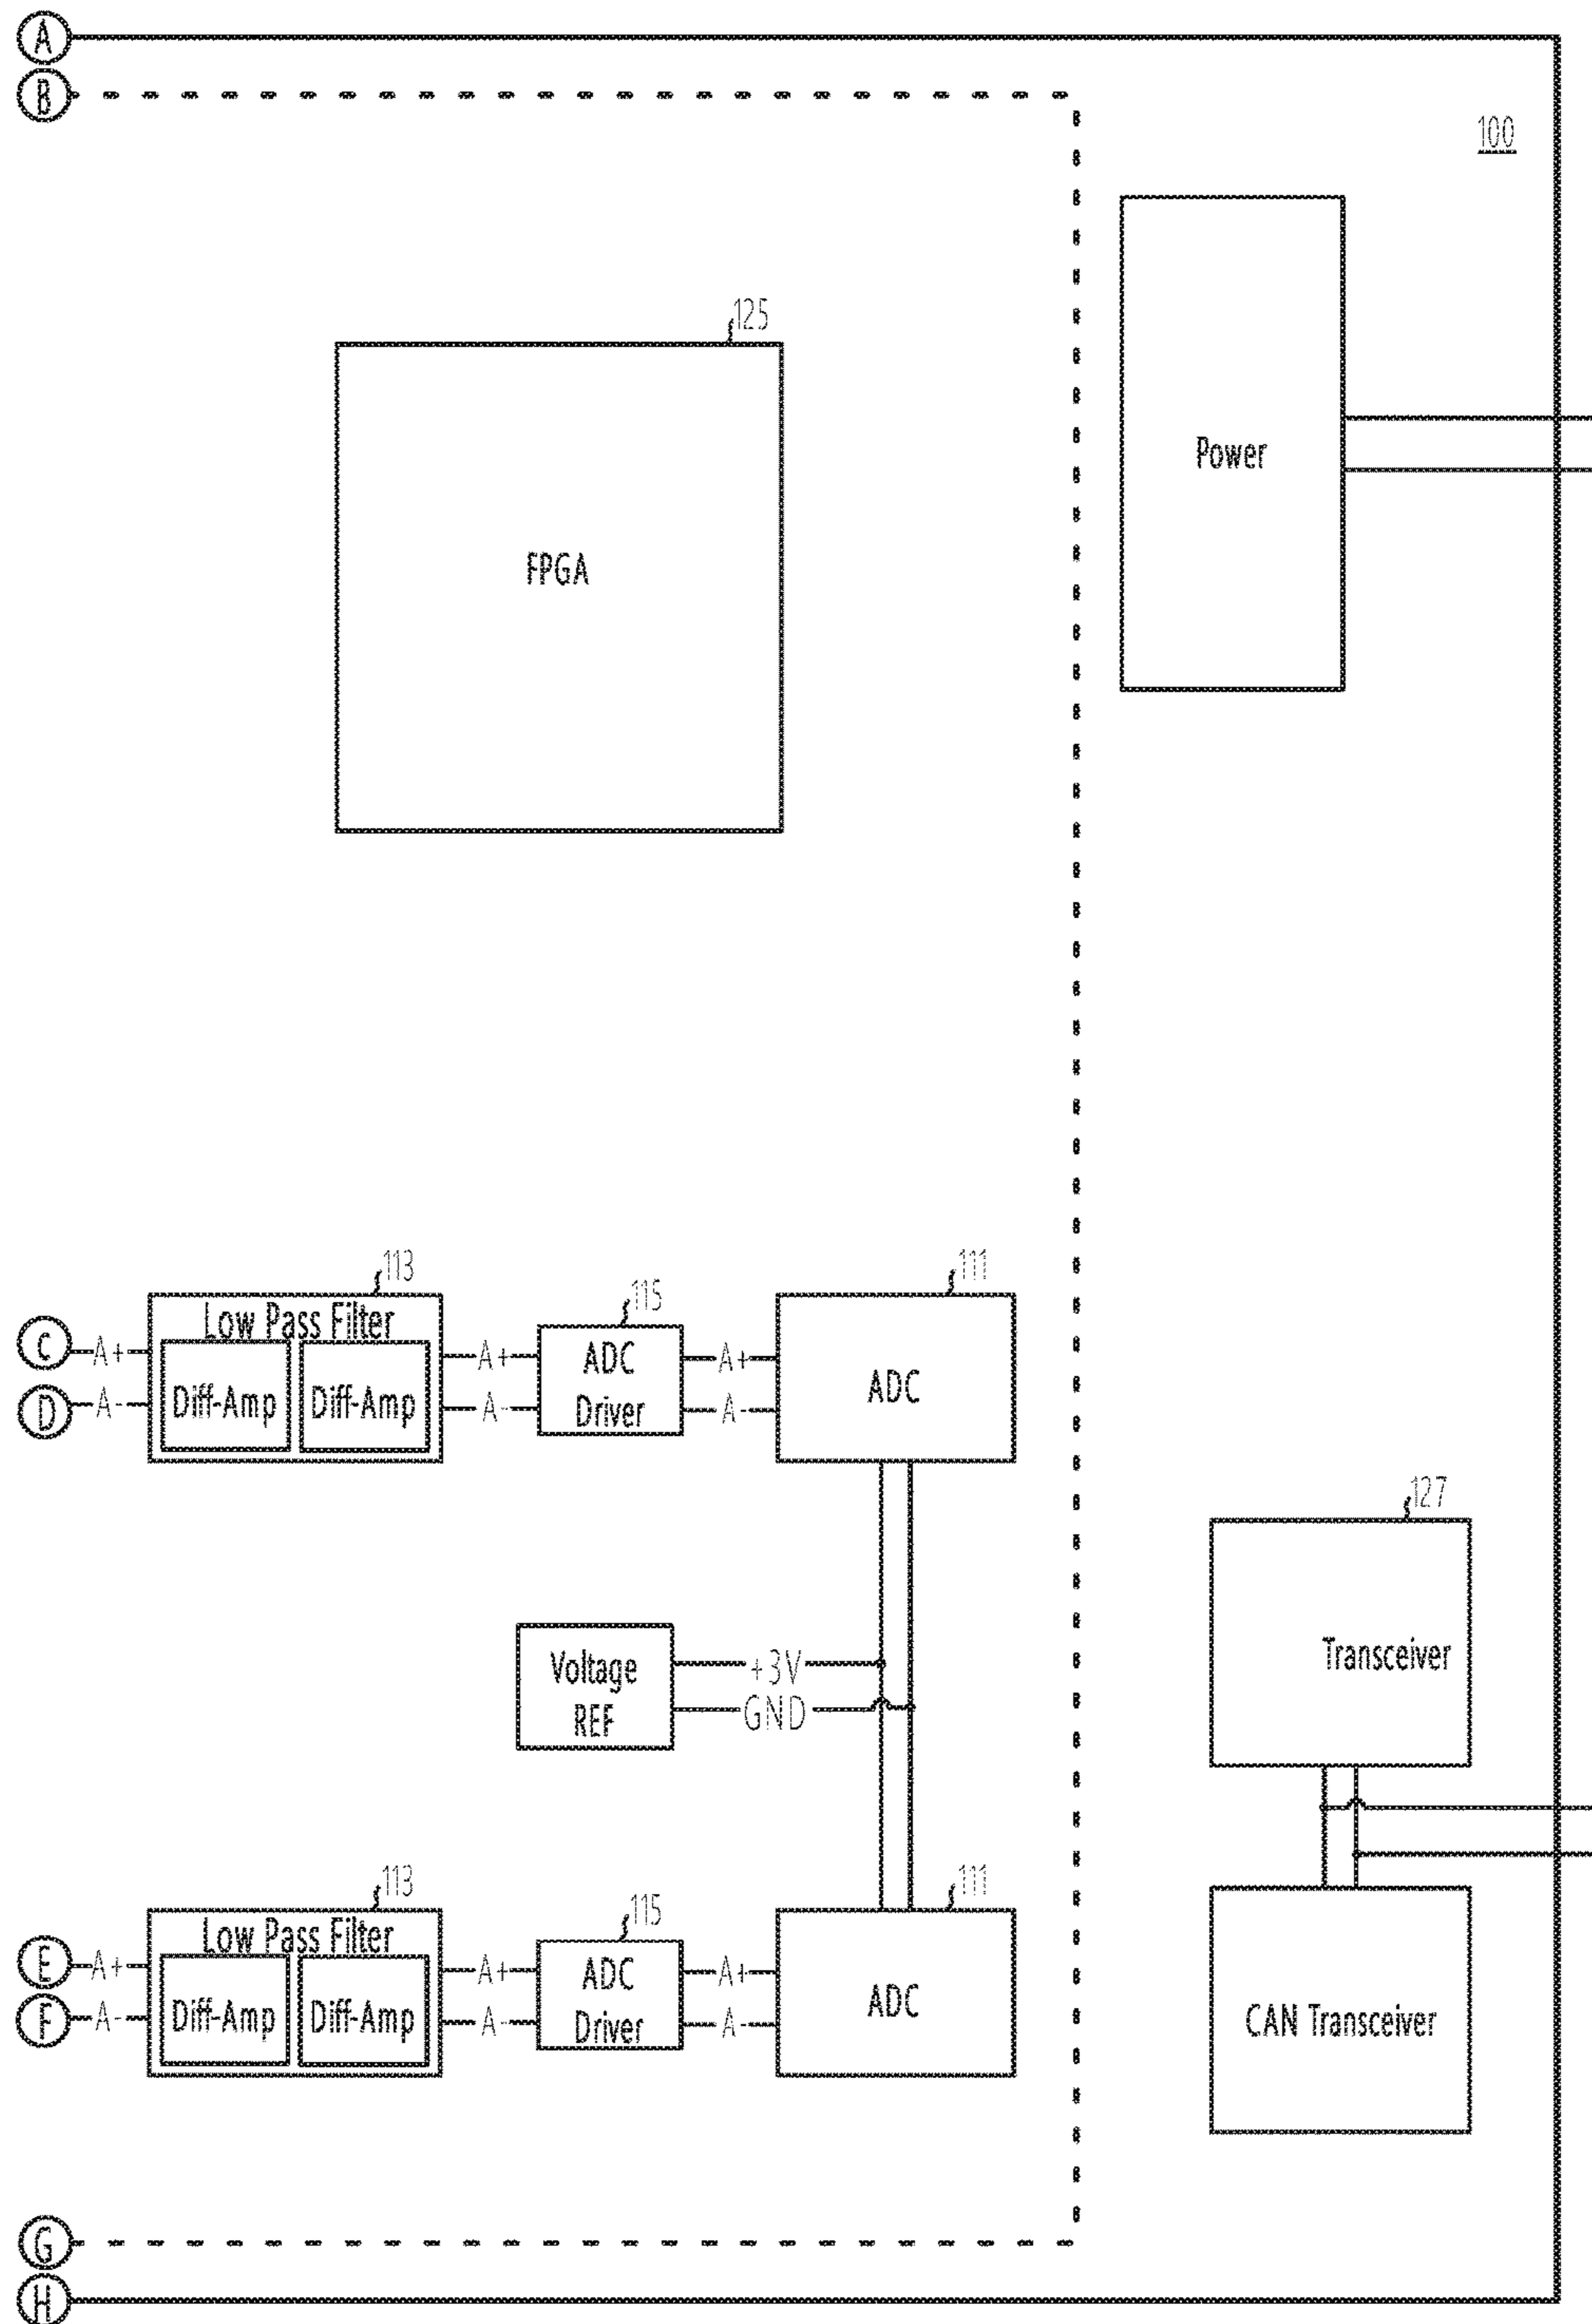 A
B
100
125
Power
FPGA
113
115
111
Low Pass Filter
C
A+
A+
ADC
A+
D
A-
Diff-Amp
Diff-Amp
A-
Driver
A-
ADC
127
Transceiver
Voltage
REF
+3V
GND
113
115
111
Low Pass Filter
E
A+
A+
ADC
A+
F
A-
Diff-Amp
Diff-Amp
A-
Driver
A-
ADC
CAN Transceiver
G
H